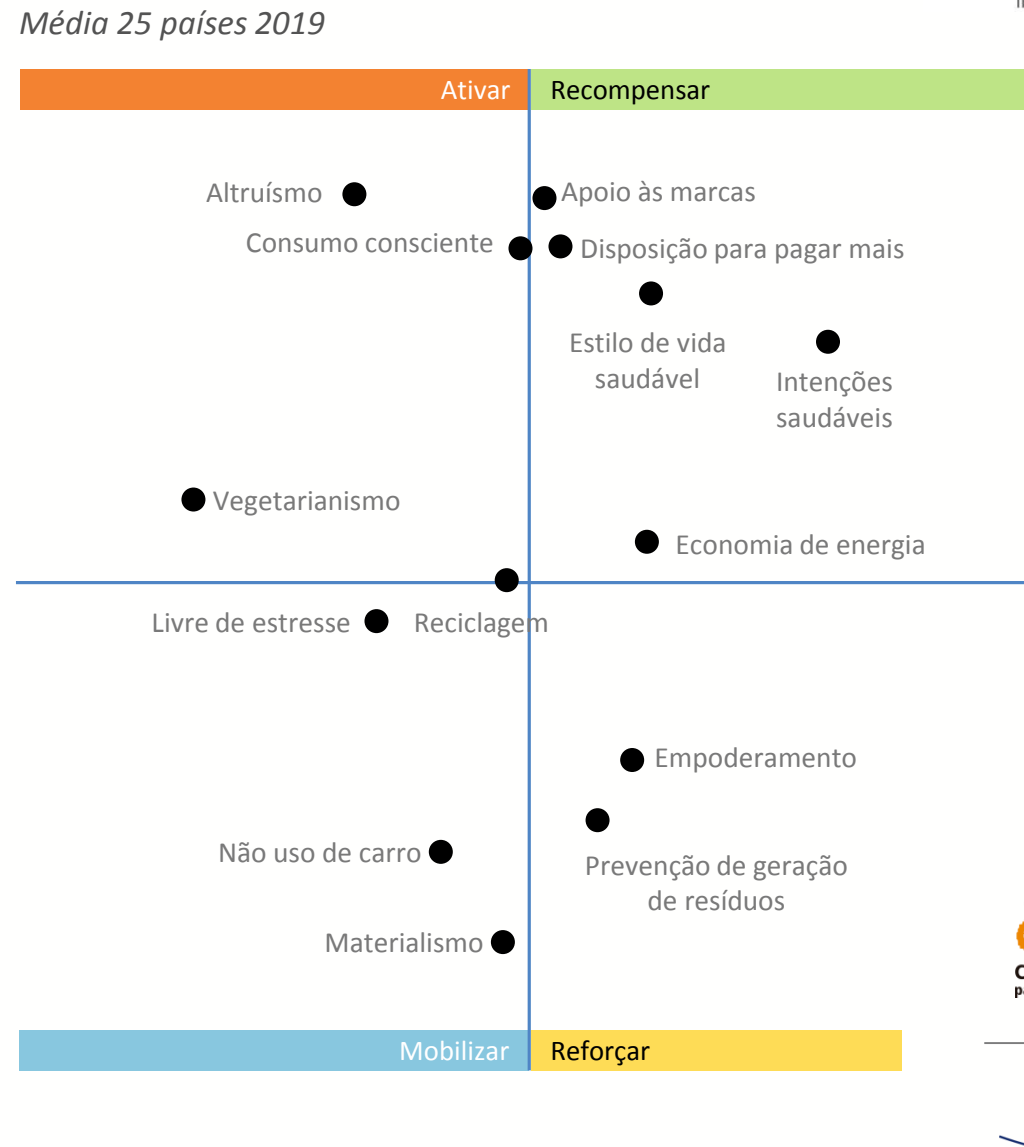 Média 25 países 2019
Ativar
Recompensar
Altruísmo
Apoio às marcas
Consumo consciente
Disposição para pagar mais
Estilo de vida
saudável
Intenções
saudáveis
Vegetarianismo
Economia de energia
Livre de estresse
Reciclagem
Empoderamento
Não uso de carro
Prevenção de geração
de resíduos
Materialismo
Mobilizar
Reforçar